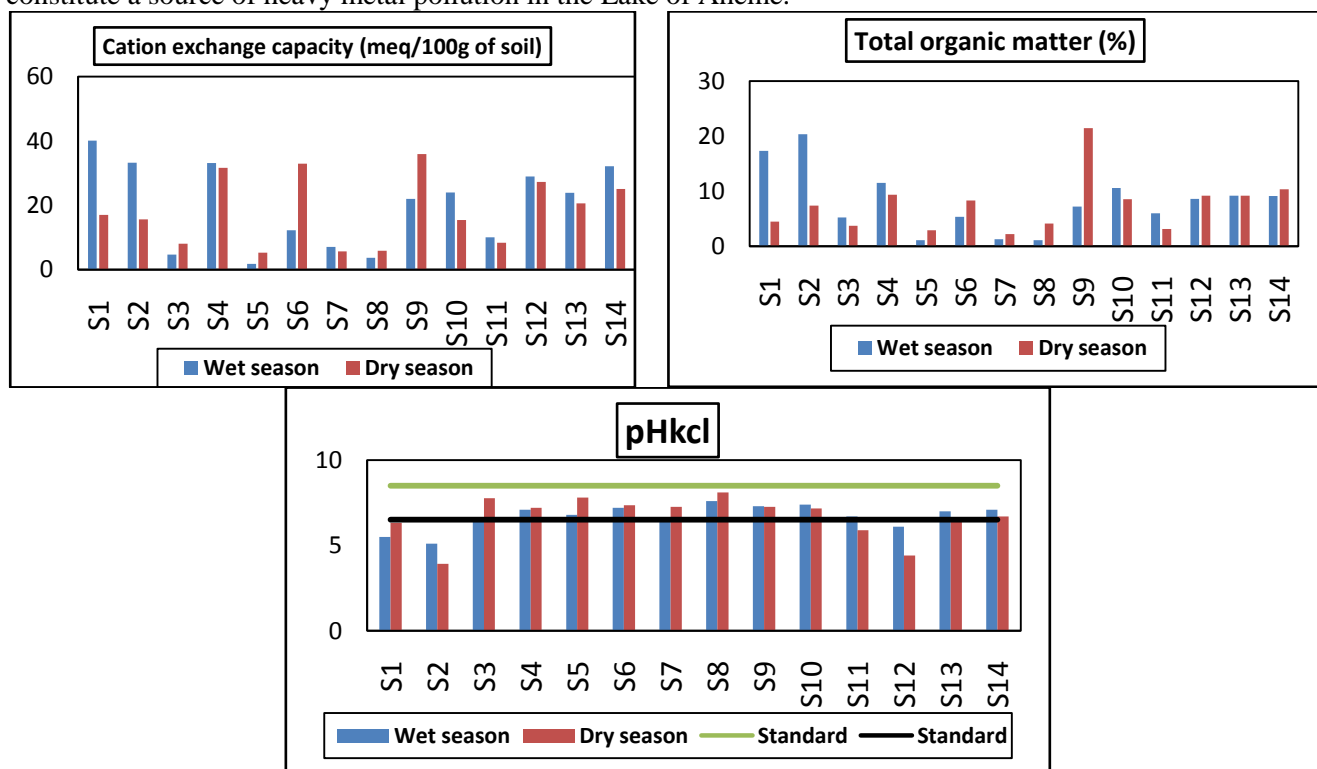 constitute a source of heavy metal pollution in the Lake of Aheme.
Cation exchange capacity (meq/100g of soil)
60
40
20
0
S1 S2 S3 S4 S5 S6 S7 S8 S9 S10 S11 S12 S13 S14
Wet season Dry season
Total organic matter (%)
30
20
10
0
S1 S2 S3 S4 S5 S6 S7 S8 S9 S10 S11 S12 S13 S14
Wet season Dry season
pHkcl
10
5
0
S1 S2 S3 S4 S5 S6 S7 S8 S9 S10 S11 S12 S13 S14
Wet season Dry season Standard Standard